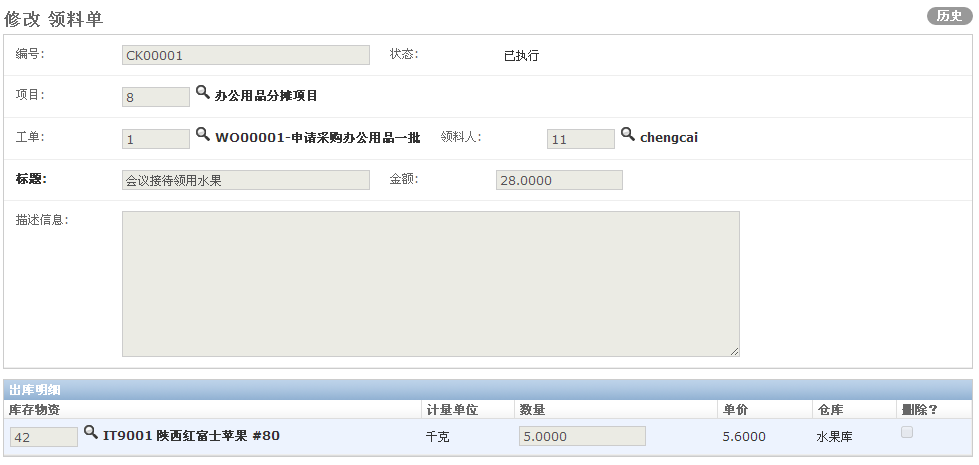 修改 领料单 历史
编号: CK00001 状态: 已执行
项目: 8 办公用品分摊项目
工单: 1 WO00001-申请采购办公用品一批 领料人: 11 chengcai
标题: 会议接待领用水果 金额: 28.0000
描述信息:
出库明细
库存物资 计量单位 数量 单价 仓库 删除?
42 IT9001 陕西红富士苹果 #80 千克 5.0000 5.6000 水果库